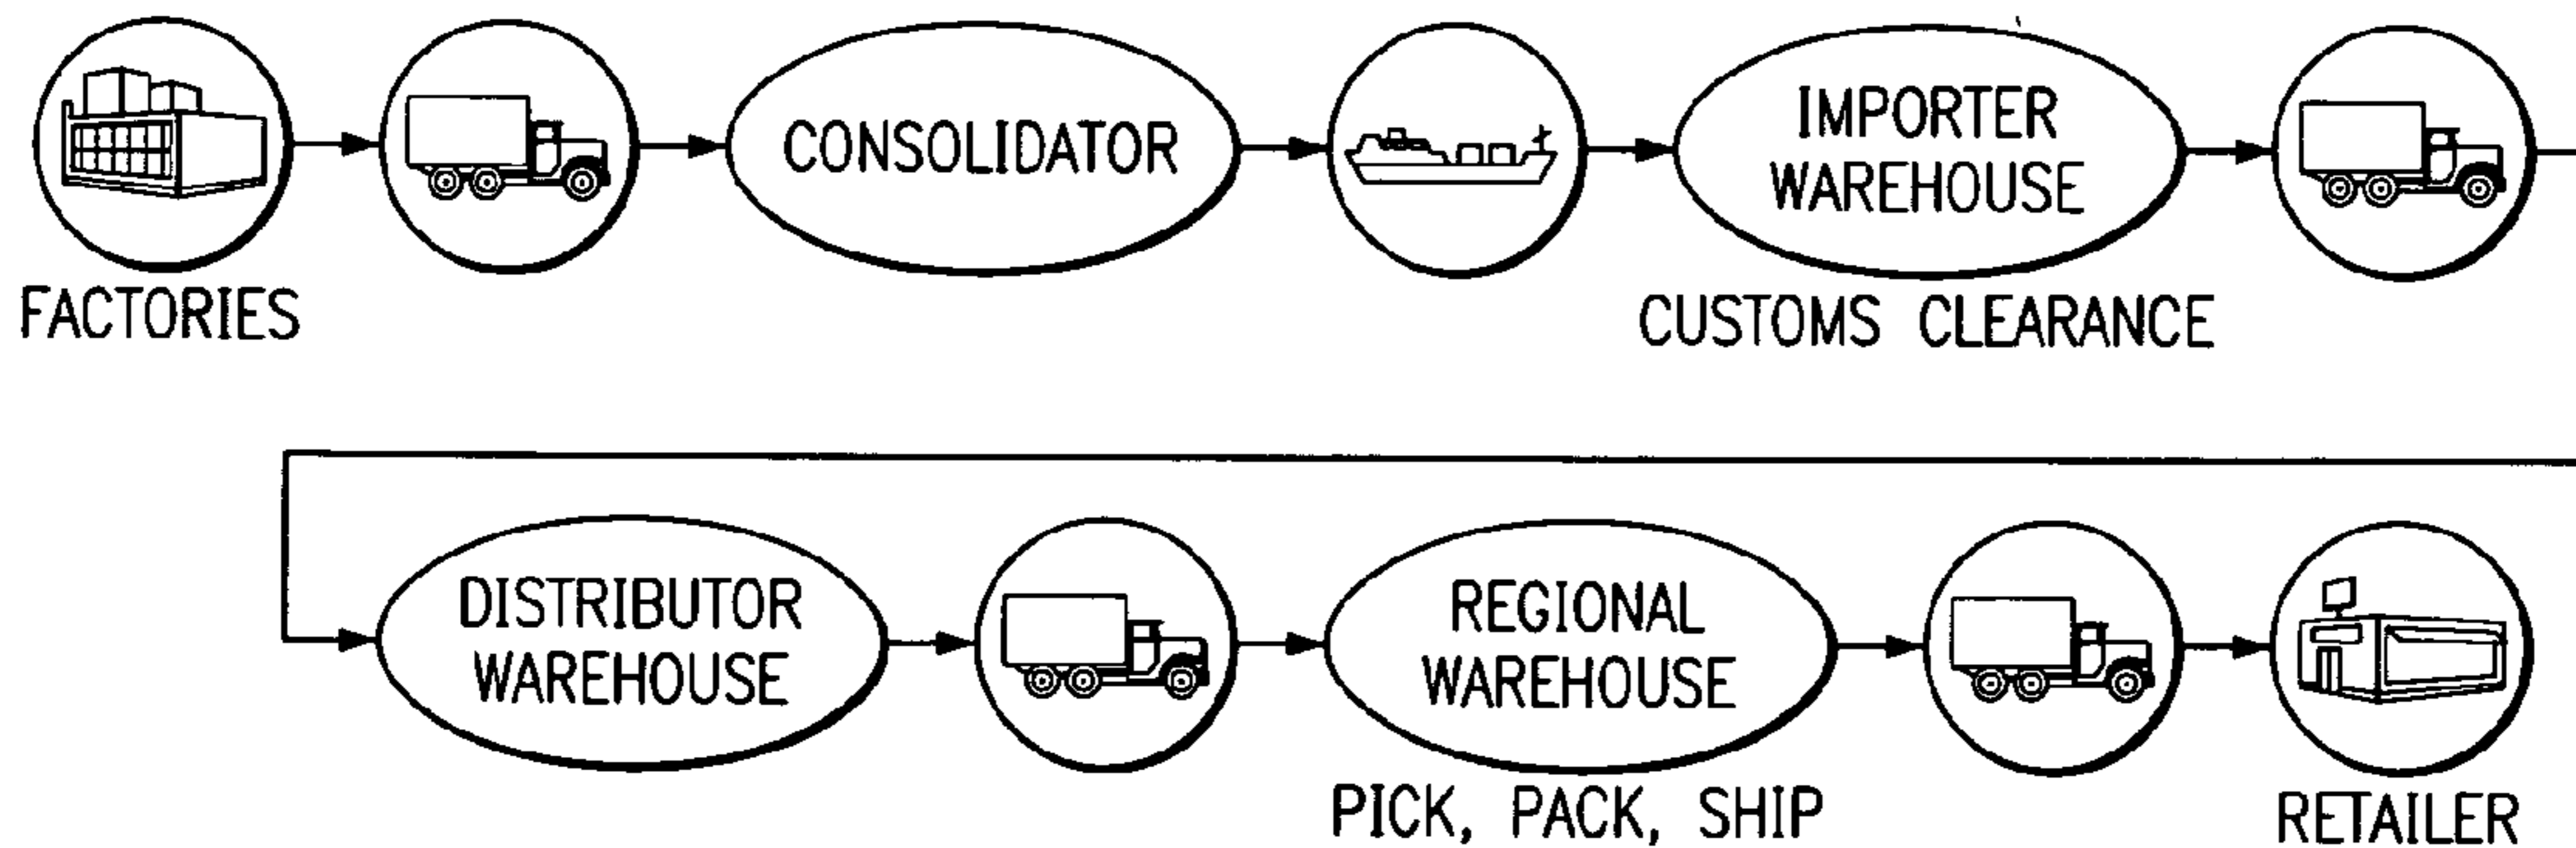 CONSOLIDATOR
IMPORTER
WAREHOUSE
FACTORIES
CUSTOMS CLEARANCE
DISTRIBUTOR
WAREHOUSE
REGIONAL
WAREHOUSE
PICK, PACK, SHIP
RETAILER